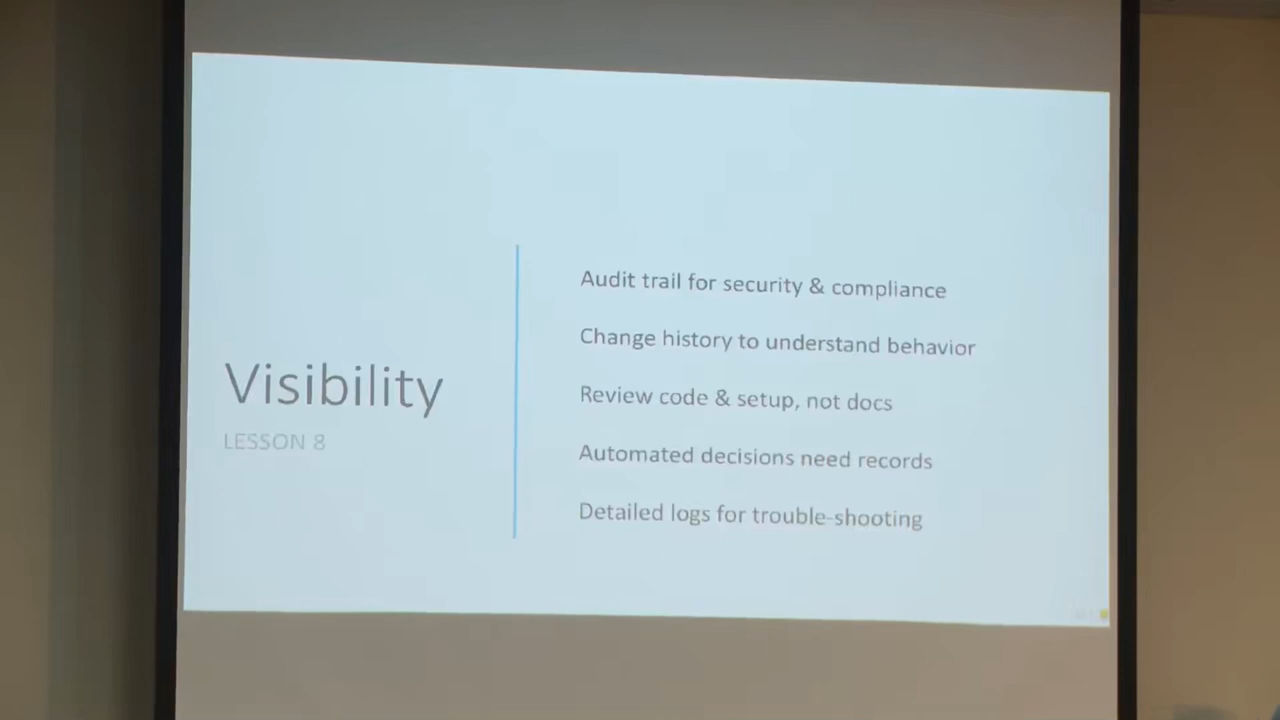 Visibility
LESSON 8
Audit trail for security & compliance
Change history to understand behavior
Review code & setup, not docs
Automated decisions need records
Detailed logs for trouble-shooting